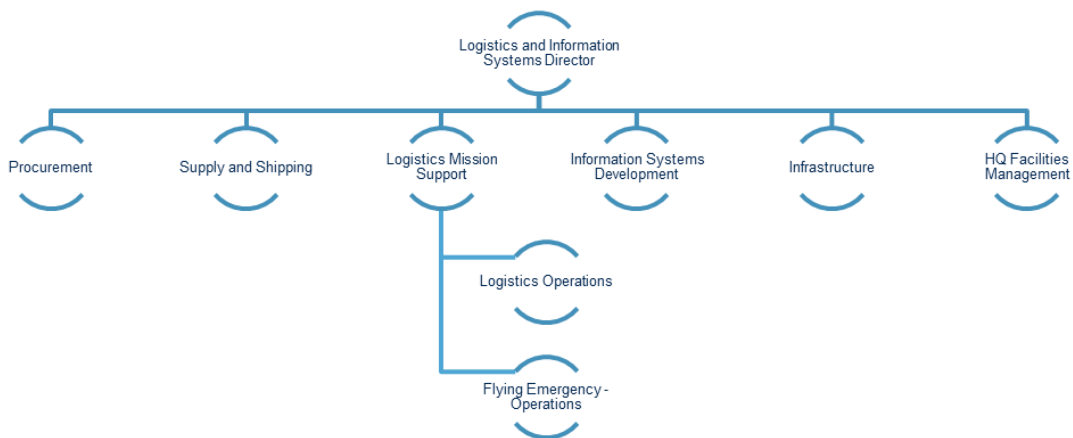 Logistics and Information
Systems Director
Procurement
Supply and Shipping
Logistics Mission
Support
Information Systems
Development
Infrastructure
HQ Facilities
Management
Logistics Operations
Flying Emergency -
Operations